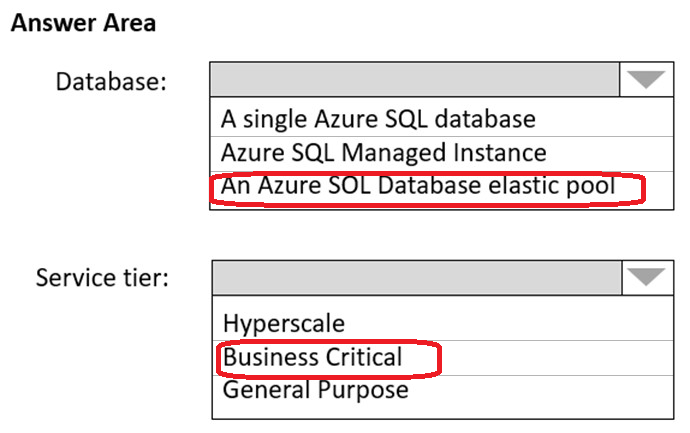 Answer Area
Database:
A single Azure SQL database
Azure SQL Managed Instance
An Azure SQL Database elastic pool
Service tier:
Hyperscale
Business Critical
General Purpose